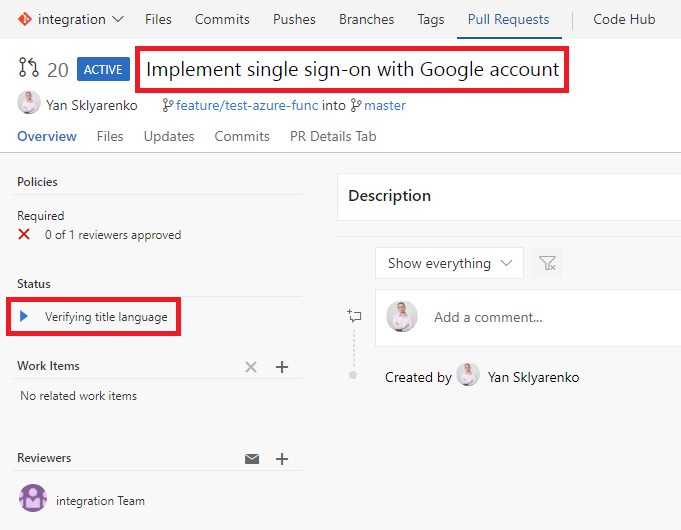 integration Files Commits Pushes Branches Tags Pull Requests Code Hub
20 ACTIVE Implement single sign-on with Google account
Yan Sklyarenko feature/test-azure-func into master
Overview Files Updates Commits PR Details Tab
Policies
Required
0 of 1 reviewers approved
Status
Verifying title language
Work Items
No related work items
Reviewers
integration Team
Description
Show everything
Add a comment...
Created by Yan Sklyarenko